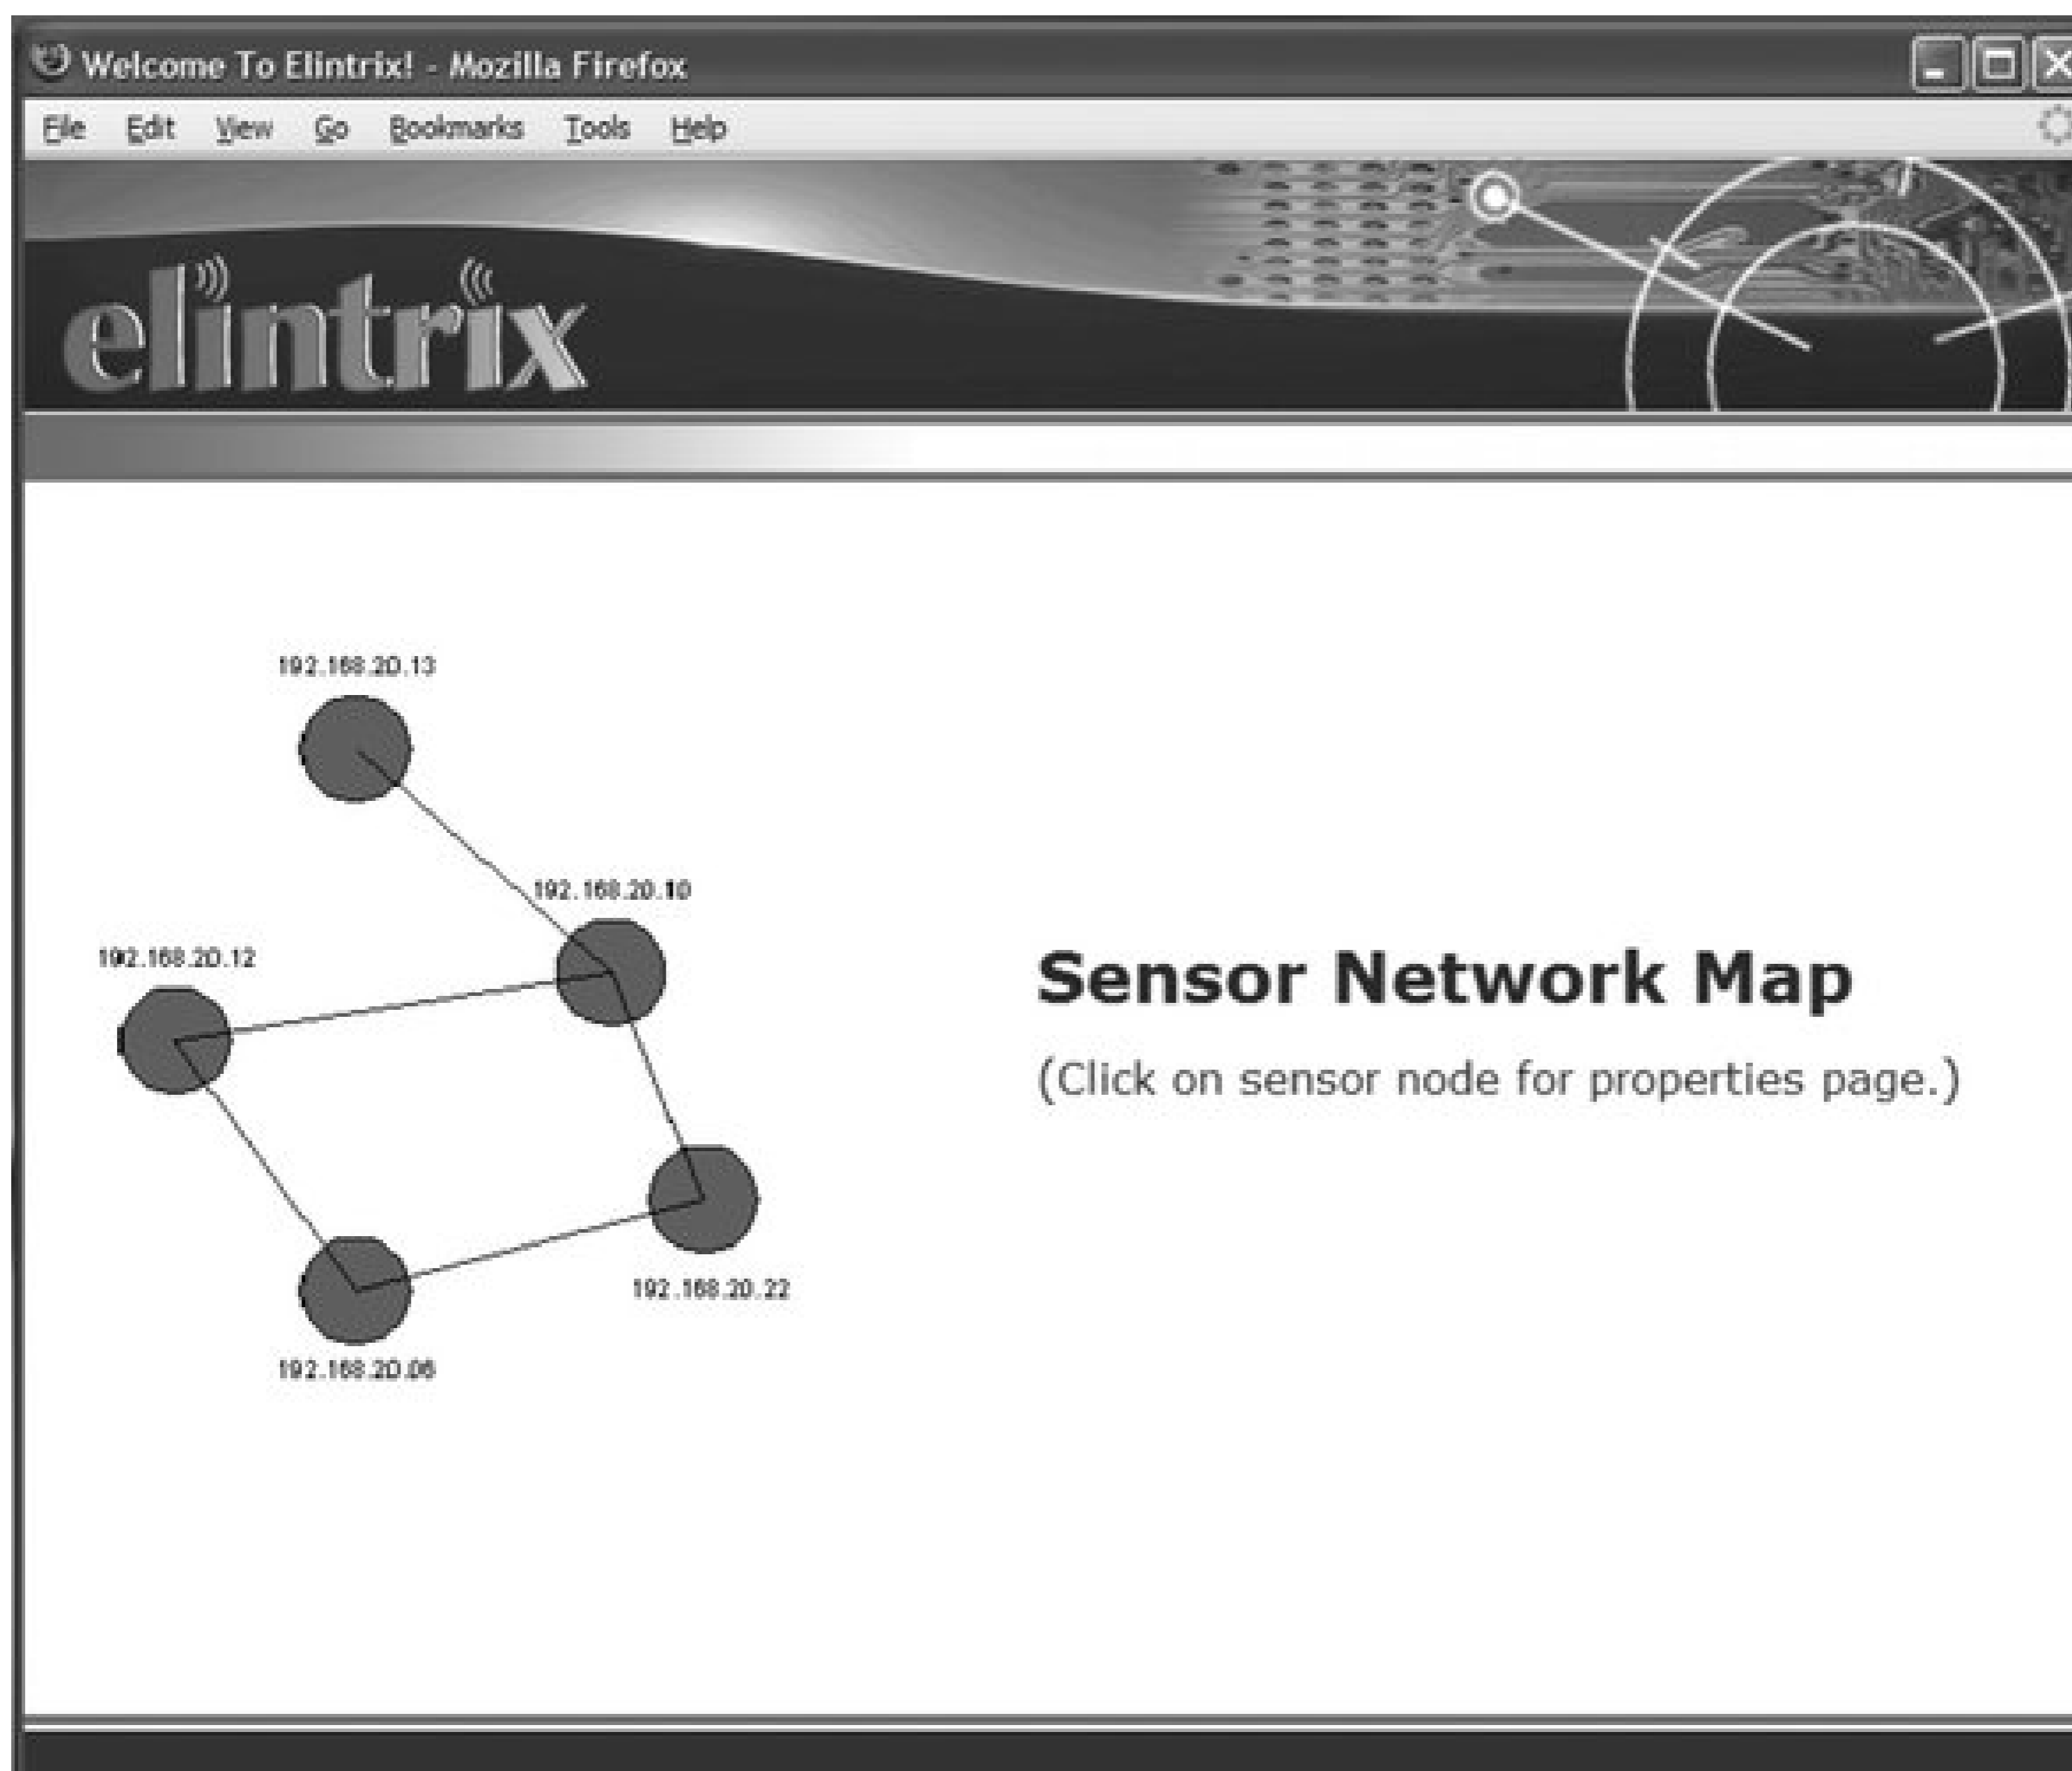 Welcome To Elintrix! - Mozilla Firefox
File Edit View Go Bookmarks Tools Help
elintrix
192.168.20.13
192.168.20.10
192.168.20.12
Sensor Network Map
(Click on sensor node for properties page.)
192.168.20.22
192.168.20.06